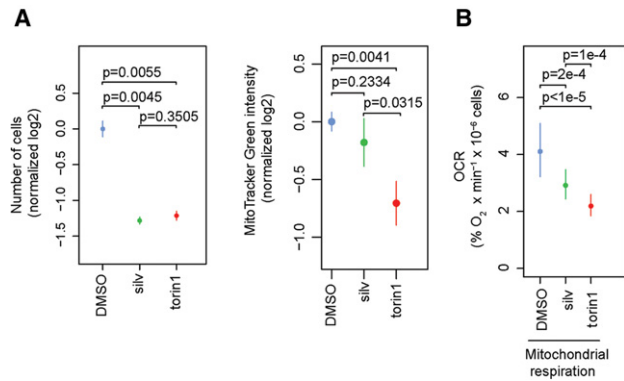 A
B
Number of cells
(normalized log2)
0.5
0.0
−0.5
−1.0
−1.5
p=0.0055
p=0.0045
p=0.3505
DMSO
silv
torin1
MitoTracker Green intensity
(normalized log2)
0.5
0.0
−0.5
−1.0
p=0.0041
p=0.2334
p=0.0315
DMSO
silv
torin1
OCR
(% O₂ x min⁻¹ x 10⁻⁶ cells)
6
4
2
0
p=1e-4
p=2e-4
p<1e-5
DMSO
silv
torin1
Mitochondrial
respiration